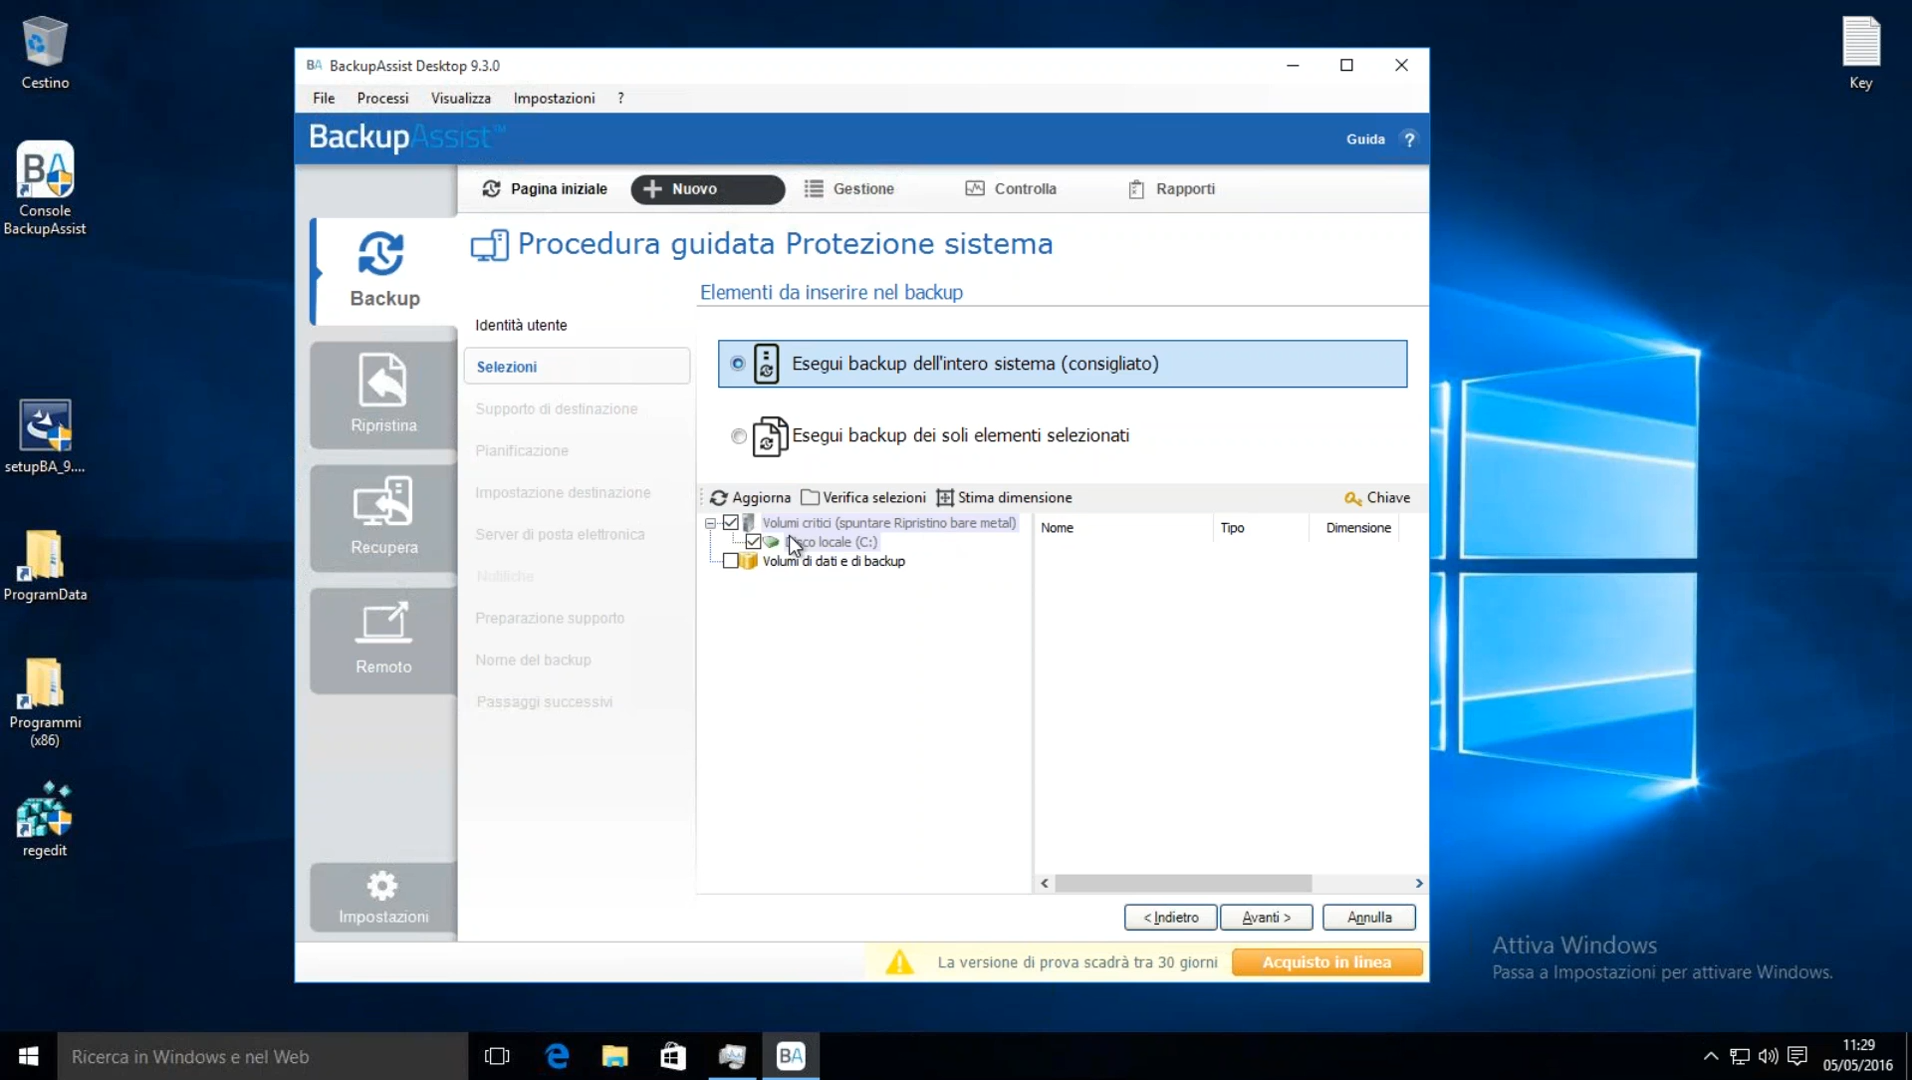 Cestino
Console
BackupAssist
setupBA_9....
ProgramData
Programmi
(x86)
regedit
Key
BA BackupAssist Desktop 9.3.0
File Processi Visualizza Impostazioni ?
BackupAssist™
Guida ?
Pagina iniziale Nuovo Gestione Controlla Rapporti
Backup
Ripristina
Recupera
Remoto
Impostazioni
Procedura guidata Protezione sistema
Identità utente
Selezioni
Supporto di destinazione
Pianificazione
Impostazione destinazione
Server di posta elettronica
Notifiche
Preparazione supporto
Nome del backup
Passaggi successivi
Elementi da inserire nel backup
Esegui backup dell'intero sistema (consigliato)
Esegui backup dei soli elementi selezionati
Aggiorna Verifica selezioni Stima dimensione Chiave
Volumi critici (spuntare Ripristino bare metal)
Disco locale (C:)
Volumi di dati e di backup
Nome Tipo Dimensione
< Indietro Avanti > Annulla
La versione di prova scadrà tra 30 giorni Acquisto in linea
Attiva Windows
Passa a Impostazioni per attivare Windows.
Ricerca in Windows e nel Web
BA
11:29
05/05/2016